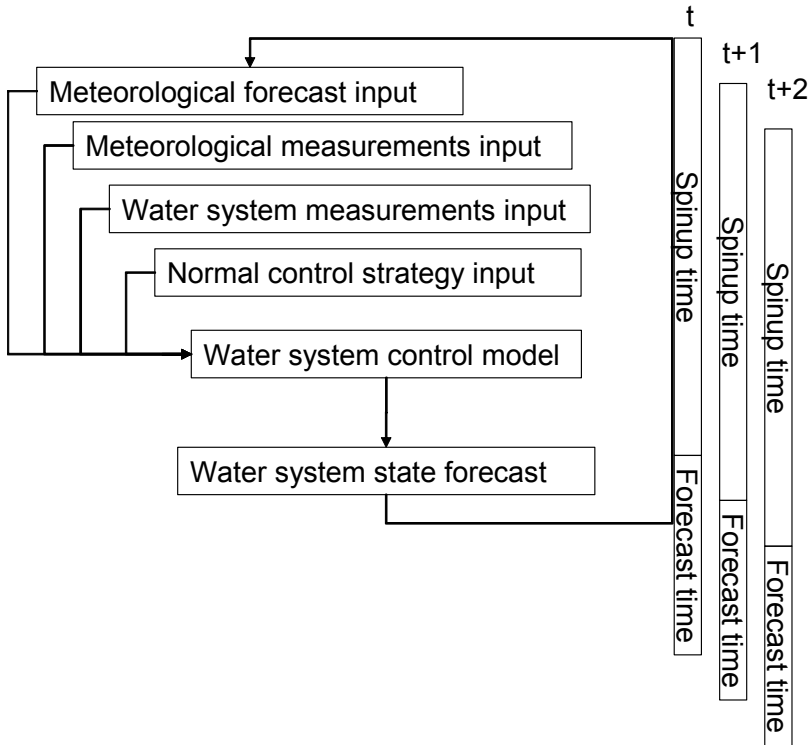 t
t+1
t+2
Meteorological forecast input
Meteorological measurements input
Water system measurements input
Normal control strategy input
Water system control model
Water system state forecast
Spinup time
Forecast time
Spinup time
Forecast time
Spinup time
Forecast time